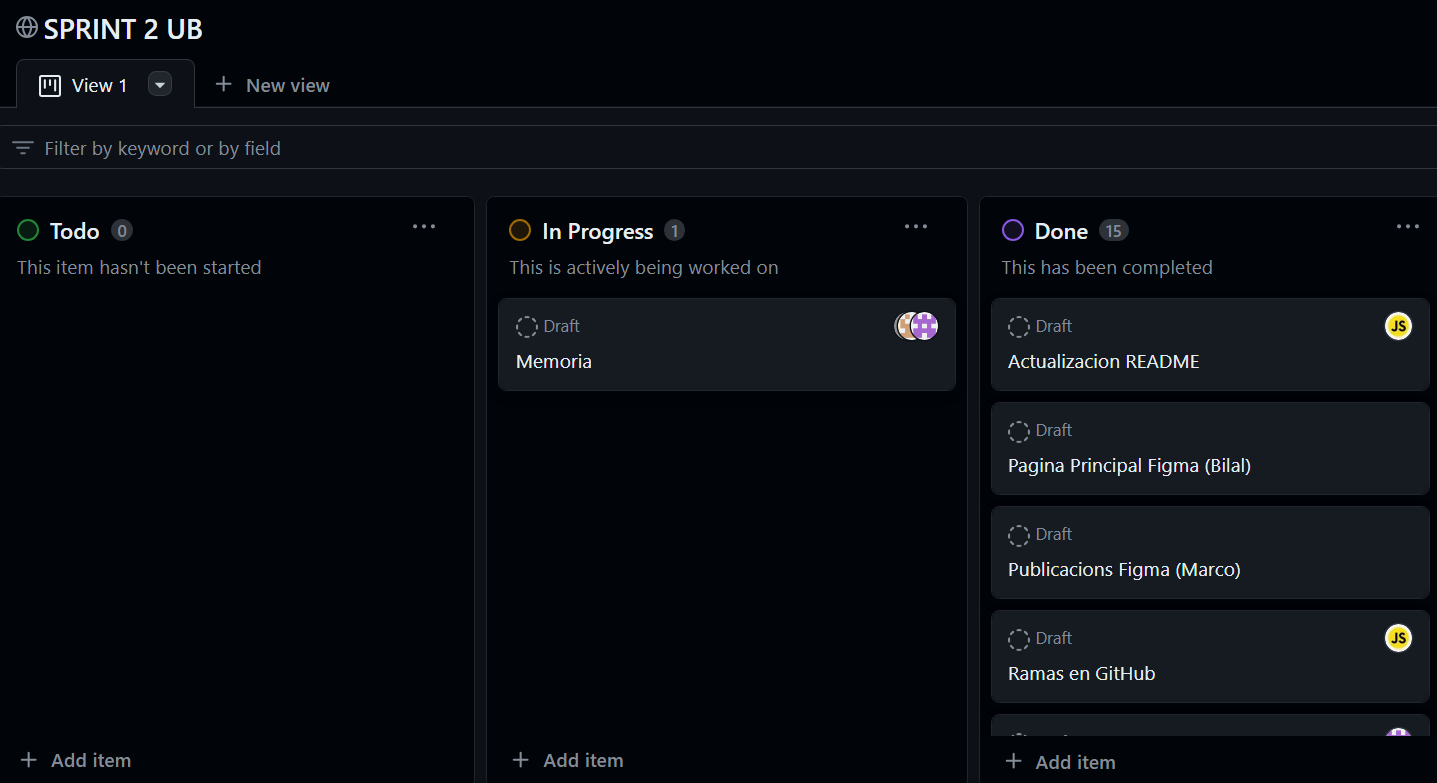 SPRINT 2 UB
View 1
New view
Filter by keyword or by field
Todo 0
This item hasn't been started
Add item
In Progress 1
This is actively being worked on
Draft
Memoria
Add item
Done 15
This has been completed
Draft
JS
Actualizacion README
Draft
Pagina Principal Figma (Bilal)
Draft
Publicacions Figma (Marco)
Draft
JS
Ramas en GitHub
Add item